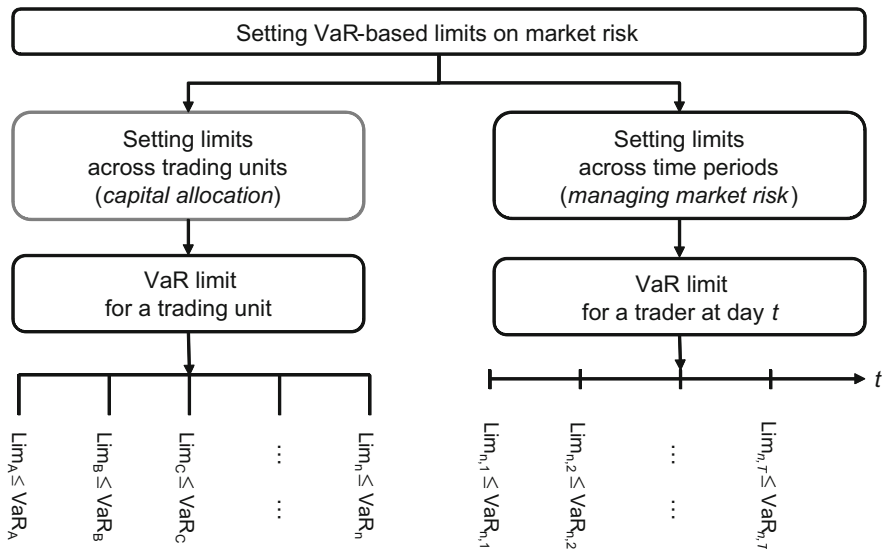 Setting VaR-based limits on market risk
Setting limits
across trading units
(capital allocation)
Setting limits
across time periods
(managing market risk)
VaR limit
for a trading unit
VaR limit
for a trader at day t
t
Lim_A ≤ VaR_A
Lim_B ≤ VaR_B
Lim_C ≤ VaR_C
... ...
Lim_n ≤ VaR_n
Lim_n,1 ≤ VaR_n,1
Lim_n,2 ≤ VaR_n,2
... ...
Lim_n,T ≤ VaR_n,T